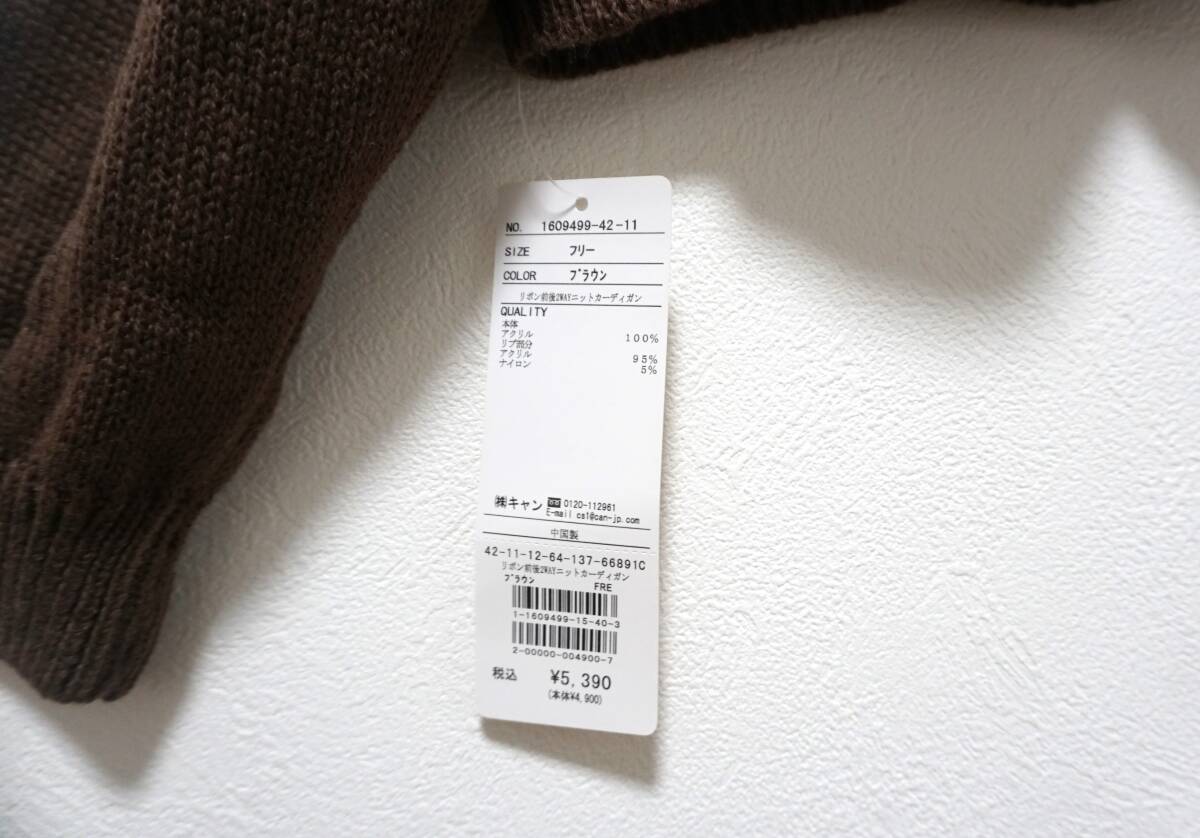 NO. 1609499-42-11
SIZE フリー
COLOR ブラウン
リボン前後2WAYニットカーディガン
QUALITY
本体
アクリル 100%
リブ部分
アクリル 95%
ナイロン 5%
㈱キャン 0120-112961
E-mail cs1@can-jp.com
中国製
42-11-12-64-137-66891C
リボン前後2WAYニットカーディガン
ブラウン FRE
1-1609499-15-40-3
2-00000-004900-7
税込 ¥5,390
(本体¥4,900)